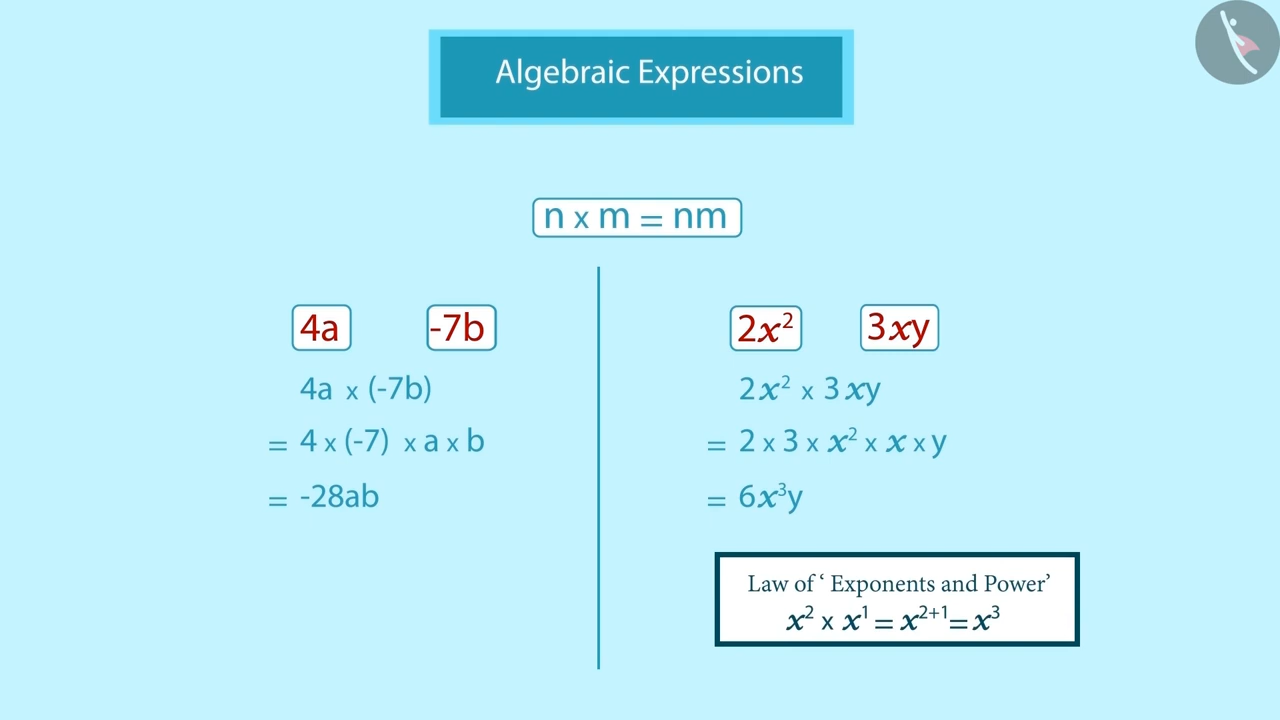 Algebraic Expressions
n x m = nm
4a -7b
4a x (-7b)
= 4 x (-7) x a x b
= -28ab
2x² 3xy
2x² x 3xy
= 2 x 3 x x² x x x y
= 6x³y
Law of ‘ Exponents and Power’
x² x x¹ = x²⁺¹= x³